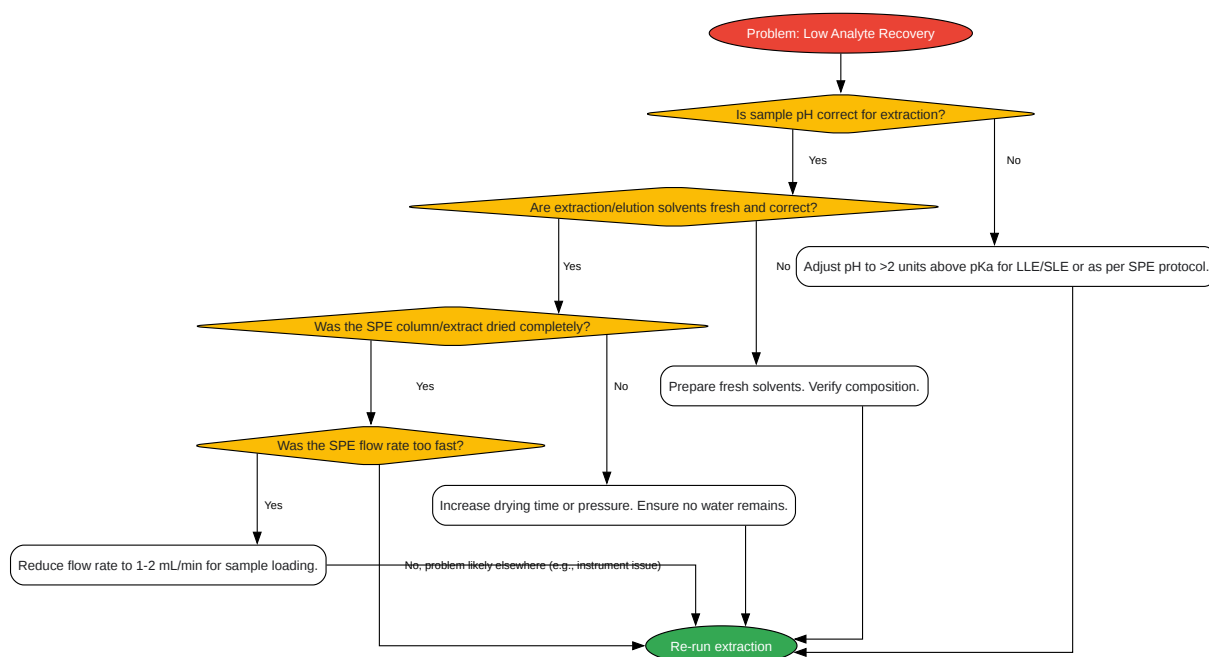 Problem: Low Analyte Recovery
Is sample pH correct for extraction?
Yes
No
Are extraction/elution solvents fresh and correct?
Adjust pH to >2 units above pKa for LLE/SLE or as per SPE protocol.
Yes
No
Was the SPE column/extract dried completely?
Prepare fresh solvents. Verify composition.
Yes
No
Was the SPE flow rate too fast?
Increase drying time or pressure. Ensure no water remains.
Yes
Reduce flow rate to 1-2 mL/min for sample loading.
No, problem likely elsewhere (e.g., instrument issue)
Re-run extraction